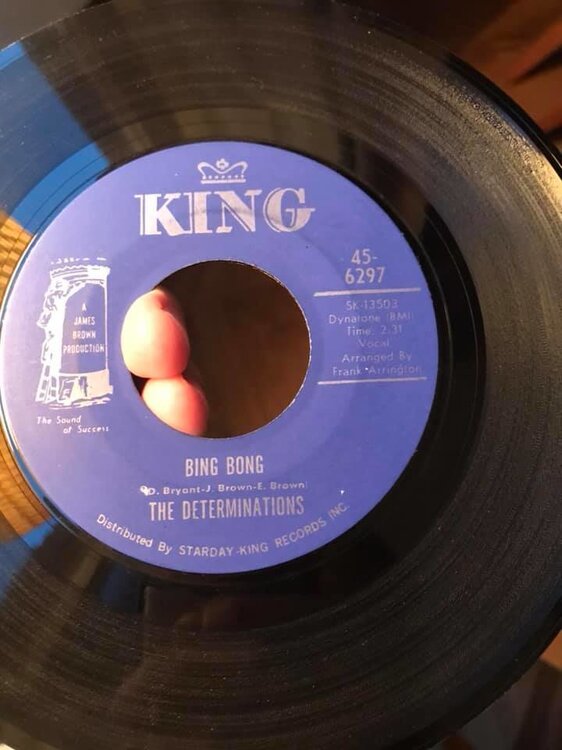 KING
45-
6297
SK-13503
Dynatone (BMI)
Time: 2:31
Vocal
Arranged By
Frank Arrington
A
JAMES
BROWN
PRODUCTION
The Sound
of Success
BING BONG
(D. Bryant-J. Brown-E. Brown)
THE DETERMINATIONS
Distributed By STARDAY-KING RECORDS INC.